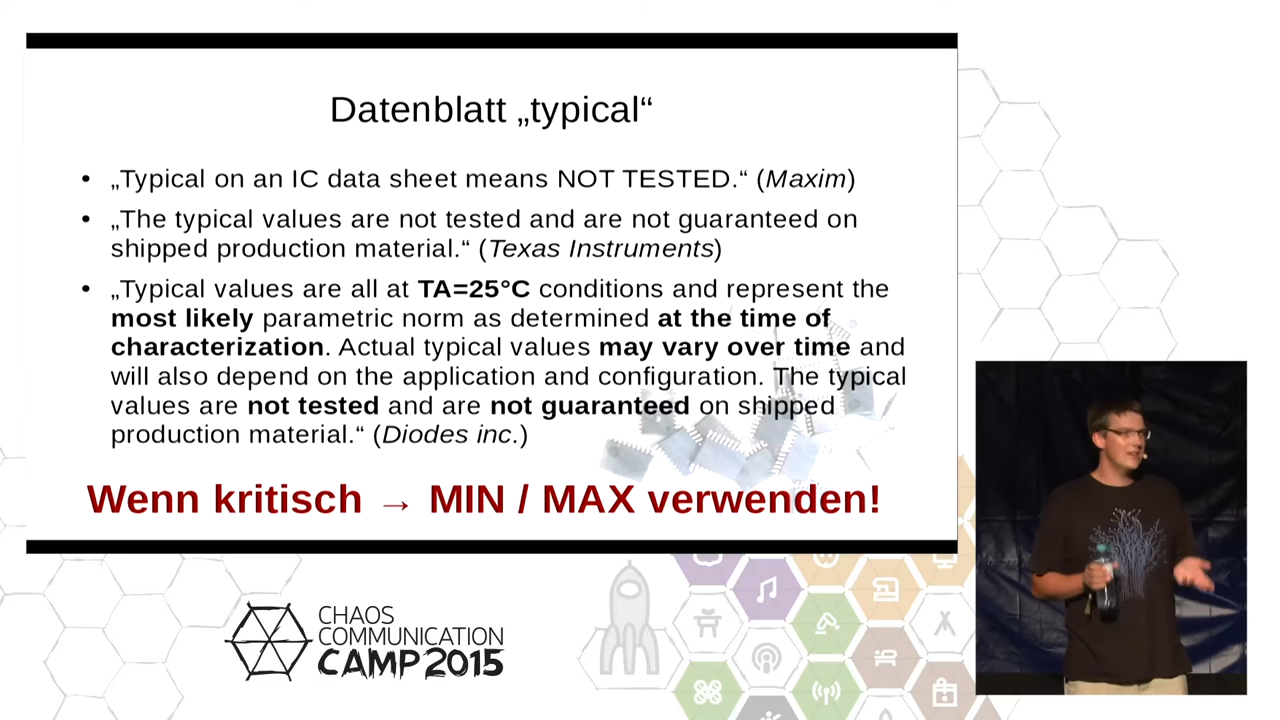 Datenblatt „typical“
• „Typical on an IC data sheet means NOT TESTED.“ (Maxim)
• „The typical values are not tested and are not guaranteed on
shipped production material.“ (Texas Instruments)
• „Typical values are all at TA=25°C conditions and represent the
most likely parametric norm as determined at the time of
characterization. Actual typical values may vary over time and
will also depend on the application and configuration. The typical
values are not tested and are not guaranteed on shipped
production material.“ (Diodes inc.)
Wenn kritisch → MIN / MAX verwenden!
CHAOS
COMMUNICATION
CAMP 2015